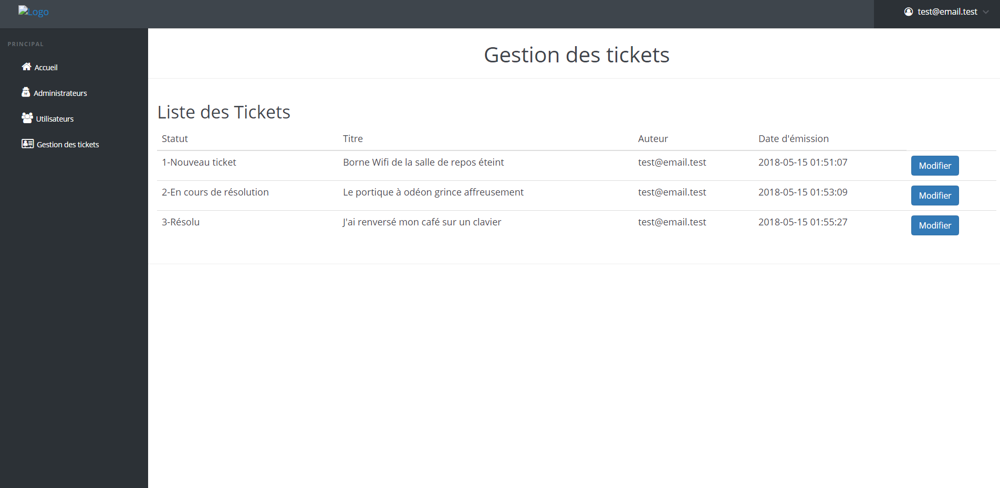 Logo
test@email.test
PRINCIPAL
Accueil
Administrateurs
Utilisateurs
Gestion des tickets
Gestion des tickets
Liste des Tickets
Statut Titre Auteur Date d'émission
1-Nouveau ticket Borne Wifi de la salle de repos éteint test@email.test 2018-05-15 01:51:07 Modifier
2-En cours de résolution Le portique à odéon grince affreusement test@email.test 2018-05-15 01:53:09 Modifier
3-Résolu J'ai renversé mon café sur un clavier test@email.test 2018-05-15 01:55:27 Modifier